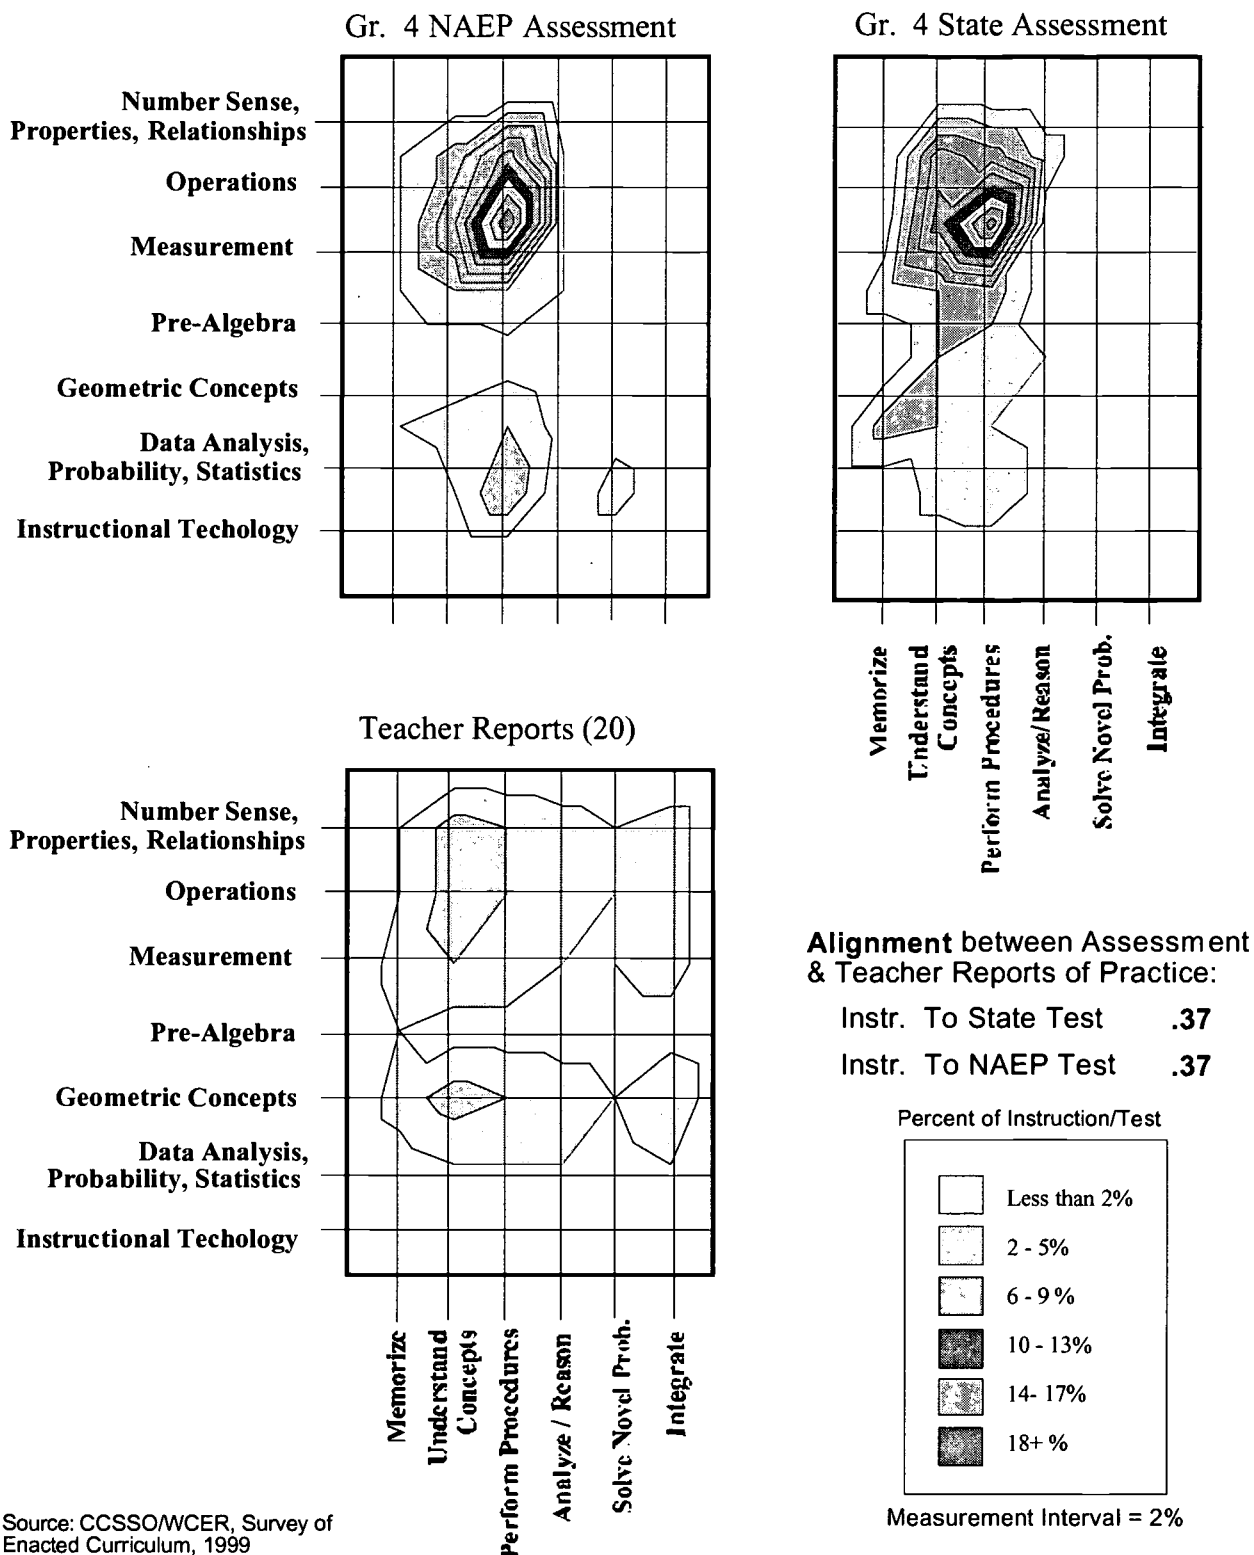 Gr. 4 NAEP Assessment
Gr. 4 State Assessment
Number Sense,
Properties, Relationships
Operations
Measurement
Pre-Algebra
Geometric Concepts
Data Analysis,
Probability, Statistics
Instructional Techology
Memorize
Understand
Concepts
Perform Procedures
Analyze/Reason
Solve Novel Prob.
Integrate
Teacher Reports (20)
Number Sense,
Properties, Relationships
Operations
Measurement
Pre-Algebra
Geometric Concepts
Data Analysis,
Probability, Statistics
Instructional Techology
Memorize
Understand
Concepts
Perform Procedures
Analyze / Reason
Solve Novel Prob.
Integrate
Alignment between Assessment
& Teacher Reports of Practice:
Instr. To State Test .37
Instr. To NAEP Test .37
Percent of Instruction/Test
Less than 2%
2 - 5%
6 - 9 %
10 - 13%
14- 17%
18+ %
Measurement Interval = 2%
Source: CCSSO/WCER, Survey of
Enacted Curriculum, 1999